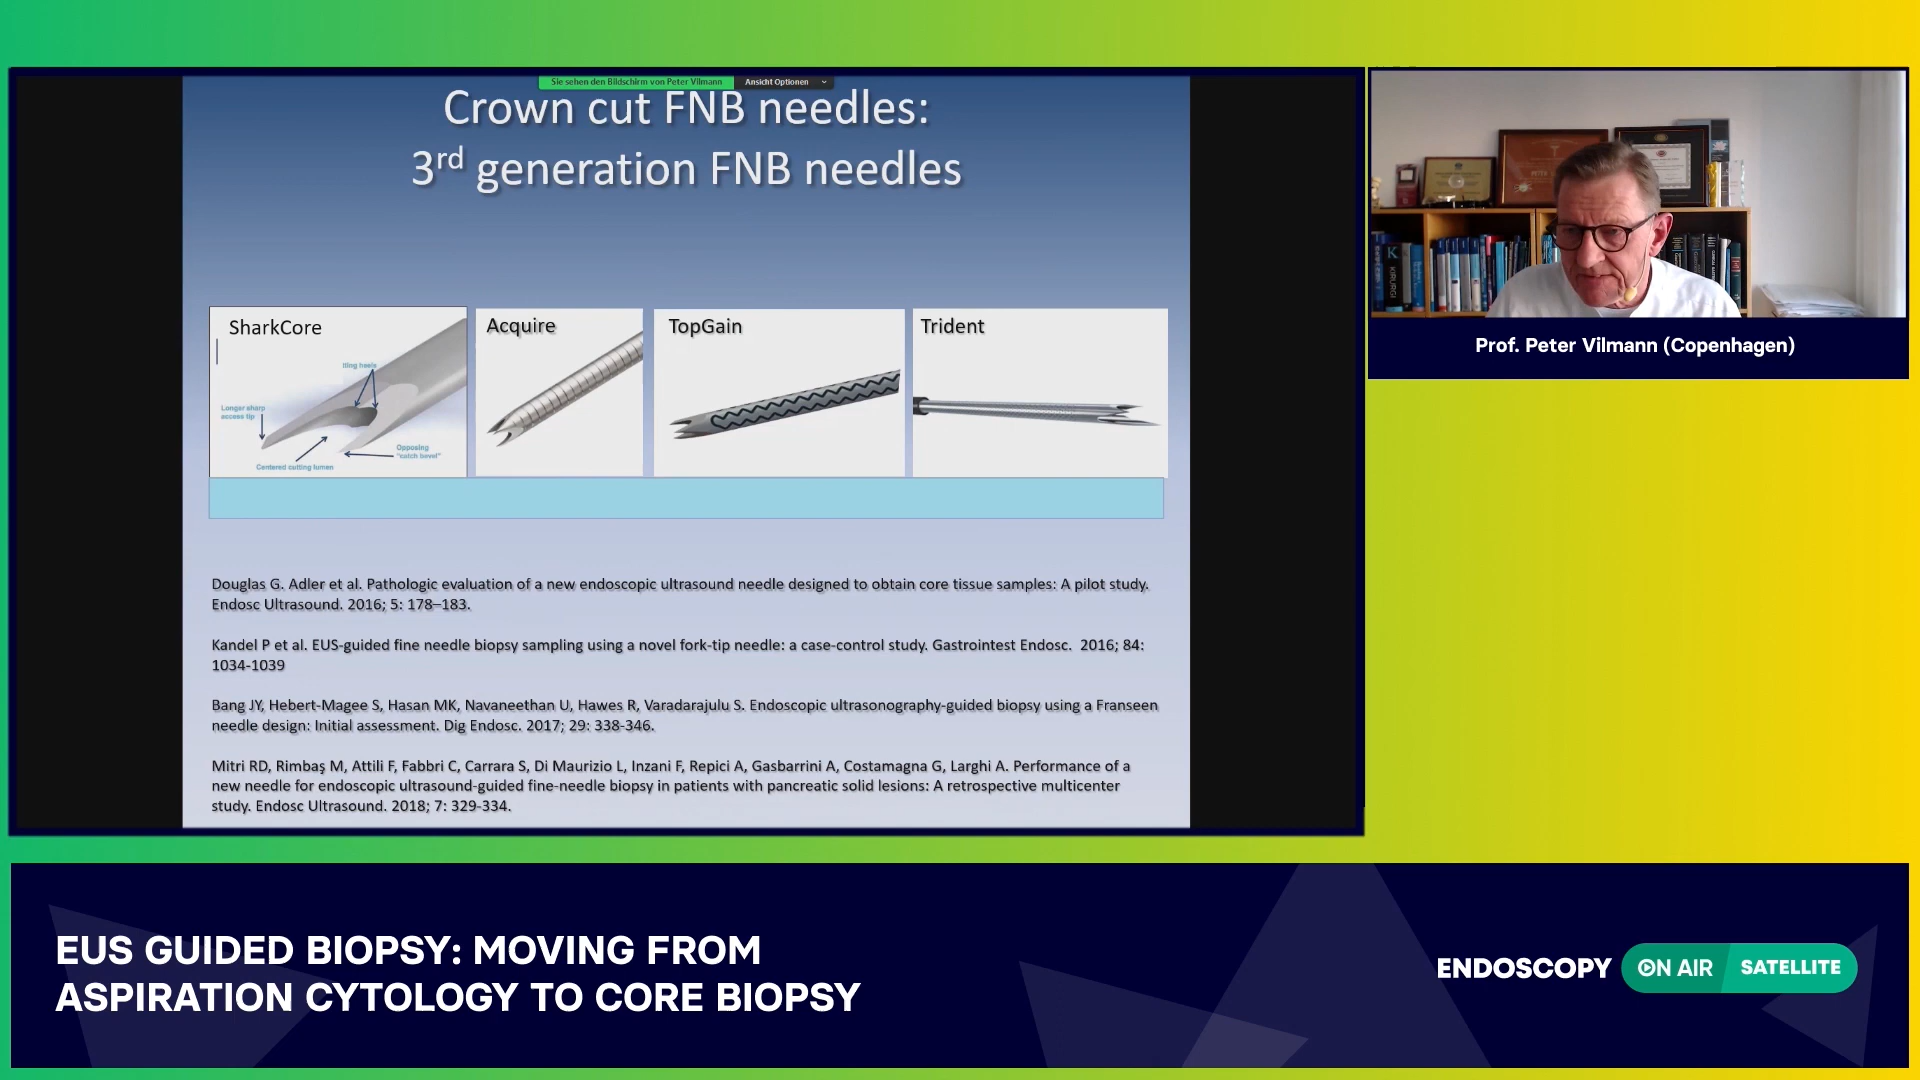 Sie sehen den Bildschirm von Peter Vilmann
Ansicht Optionen
Crown cut FNB needles:
3rd generation FNB needles
SharkCore
Longer sharp
access tip
Centered cutting lumen
Opposing
"catch bevel"
Acquire
TopGain
Trident
Douglas G. Adler et al. Pathologic evaluation of a new endoscopic ultrasound needle designed to obtain core tissue samples: A pilot study.
Endosc Ultrasound. 2016; 5: 178–183.
Kandel P et al. EUS-guided fine needle biopsy sampling using a novel fork-tip needle: a case-control study. Gastrointest Endosc. 2016; 84:
1034-1039
Bang JY, Hebert-Magee S, Hasan MK, Navaneethan U, Hawes R, Varadarajulu S. Endoscopic ultrasonography-guided biopsy using a Franseen
needle design: Initial assessment. Dig Endosc. 2017; 29: 338-346.
Mitri RD, Rimbaş M, Attili F, Fabbri C, Carrara S, Di Maurizio L, Inzani F, Repici A, Gasbarrini A, Costamagna G, Larghi A. Performance of a
new needle for endoscopic ultrasound-guided fine-needle biopsy in patients with pancreatic solid lesions: A retrospective multicenter
study. Endosc Ultrasound. 2018; 7: 329-334.
KIRURGI
Prof. Peter Vilmann (Copenhagen)
EUS GUIDED BIOPSY: MOVING FROM
ASPIRATION CYTOLOGY TO CORE BIOPSY
ENDOSCOPY ON AIR SATELLITE